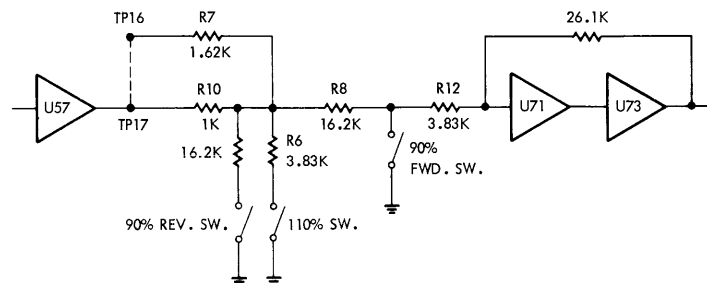 TP16
R7
1.62K
26.1K
U57
TP17
R10
1K
R8
16.2K
R12
3.83K
U71
U73
16.2K
R6
3.83K
90%
FWD. SW.
90% REV. SW.
110% SW.